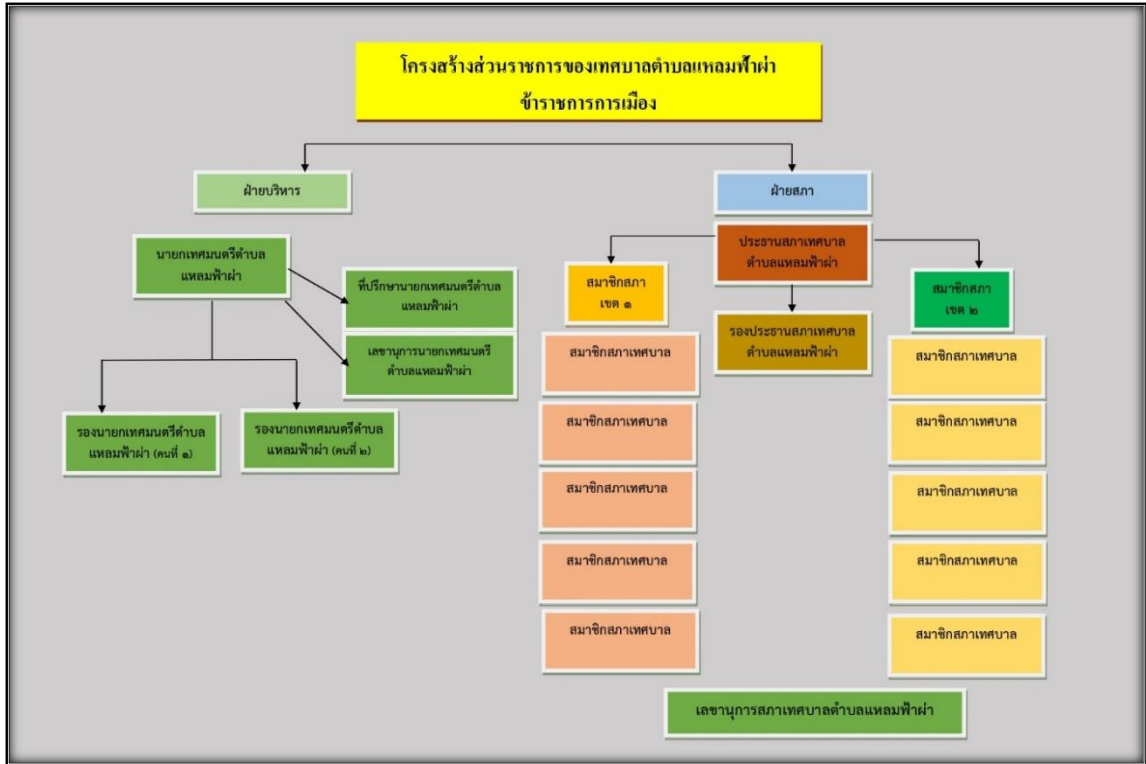 โครงสร้างส่วนราชการของเทศบาลตำบลแหลมฟ้าผ่า
ข้าราชการการเมือง
ฝ่ายบริหาร
นายกเทศมนตรีตำบล
แหลมฟ้าผ่า
ที่ปรึกษานายกเทศมนตรีตำบล
แหลมฟ้าผ่า
เลขานุการนายกเทศมนตรี
ตำบลแหลมฟ้าผ่า
รองนายกเทศมนตรีตำบล
แหลมฟ้าผ่า (คนที่ ๑)
รองนายกเทศมนตรีตำบล
แหลมฟ้าผ่า (คนที่ ๒)
ฝ่ายสภา
ประธานสภาเทศบาล
ตำบลแหลมฟ้าผ่า
รองประธานสภาเทศบาล
ตำบลแหลมฟ้าผ่า
สมาชิกสภา
เขต ๑
สมาชิกสภาเทศบาล
สมาชิกสภาเทศบาล
สมาชิกสภาเทศบาล
สมาชิกสภาเทศบาล
สมาชิกสภาเทศบาล
สมาชิกสภา
เขต ๒
สมาชิกสภาเทศบาล
สมาชิกสภาเทศบาล
สมาชิกสภาเทศบาล
สมาชิกสภาเทศบาล
สมาชิกสภาเทศบาล
เลขานุการสภาเทศบาลตำบลแหลมฟ้าผ่า